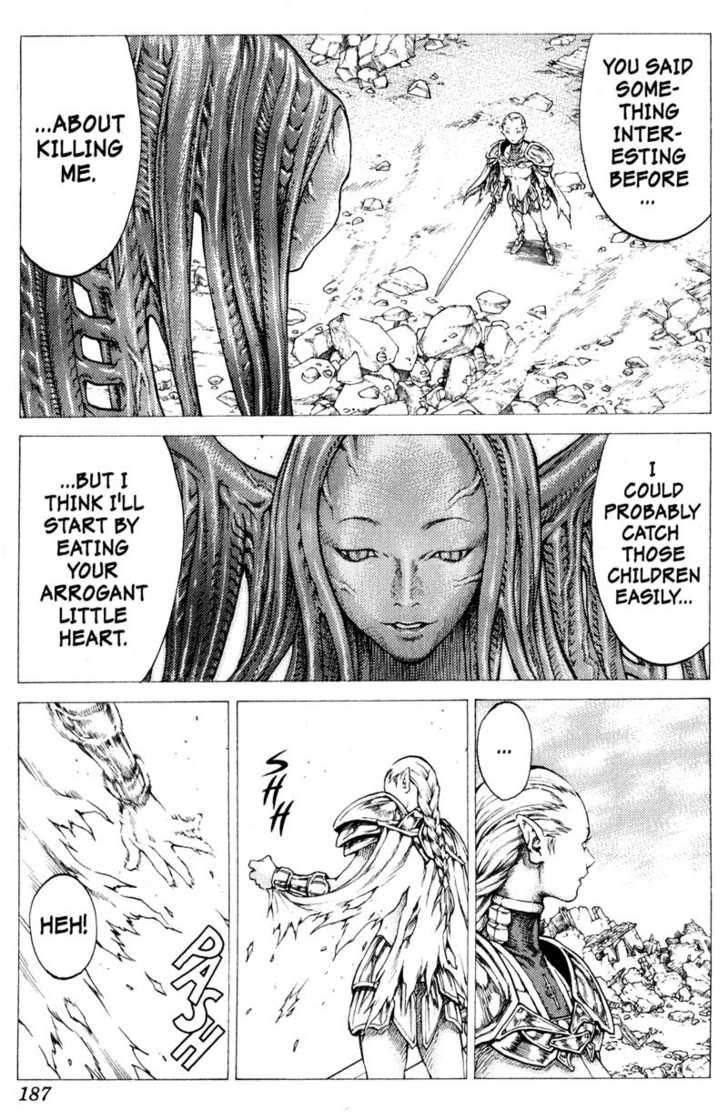 YOU SAID
SOME-
THING
INTER-
ESTING
BEFORE
...
...ABOUT
KILLING
ME.
I
COULD
PROBABLY
CATCH
THOSE
CHILDREN
EASILY...
...BUT I
THINK I'LL
START BY
EATING
YOUR
ARROGANT
LITTLE
HEART.
...
SHH
HEH!
DASH
187